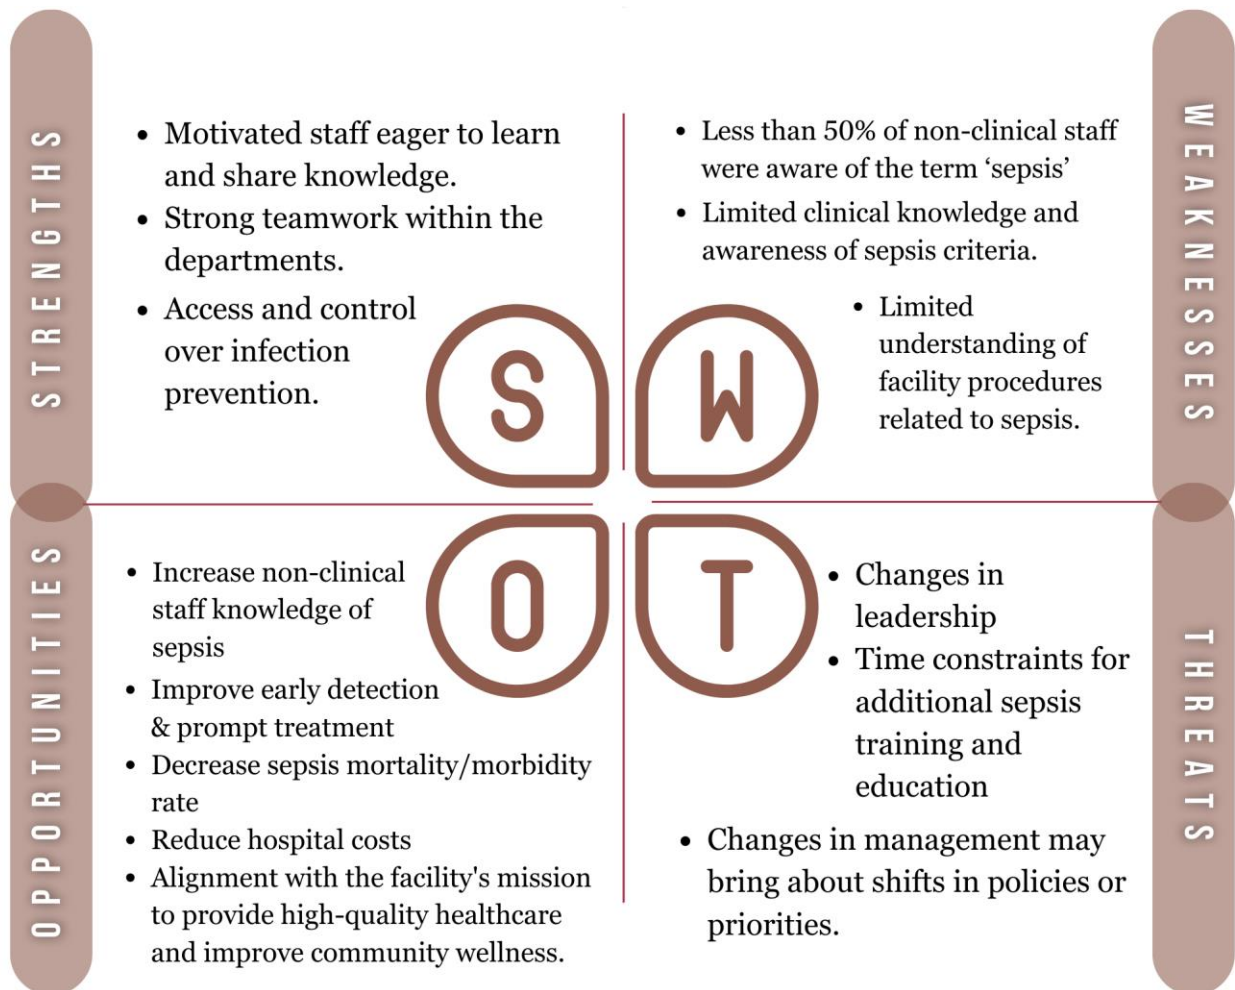 STRENGTHS
• Motivated staff eager to learn
and share knowledge.
• Strong teamwork within the
departments.
• Access and control
over infection
prevention.
S
WEAKNESSES
• Less than 50% of non-clinical staff
were aware of the term ‘sepsis’
• Limited clinical knowledge and
awareness of sepsis criteria.
• Limited
understanding of
facility procedures
related to sepsis.
W
OPPORTUNITIES
• Increase non-clinical
staff knowledge of
sepsis
• Improve early detection
& prompt treatment
• Decrease sepsis mortality/morbidity
rate
• Reduce hospital costs
• Alignment with the facility's mission
to provide high-quality healthcare
and improve community wellness.
O
THREATS
• Changes in
leadership
• Time constraints for
additional sepsis
training and
education
• Changes in management may
bring about shifts in policies or
priorities.
T